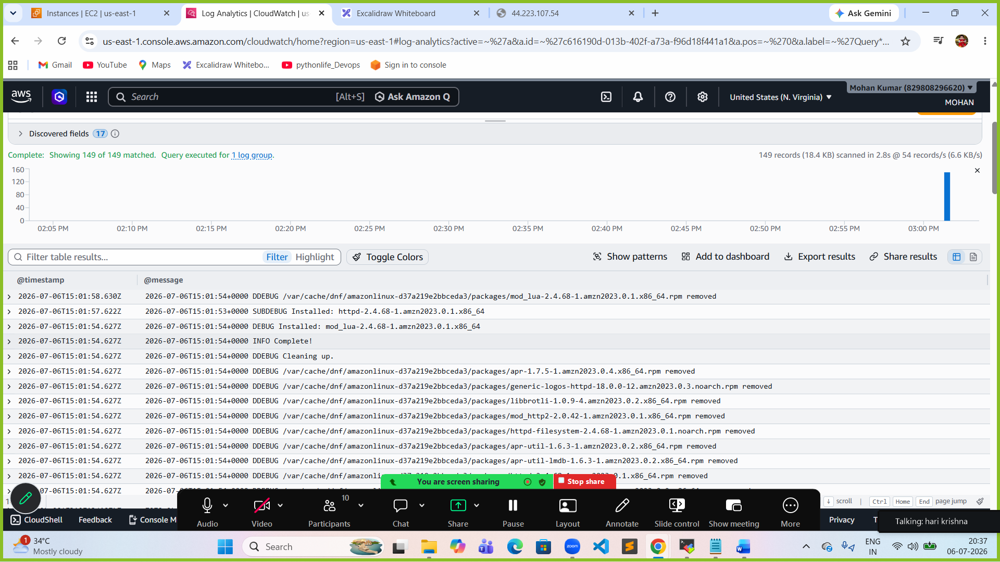 Instances | EC2 | us-east-1
Log Analytics | CloudWatch | us
Excalidraw Whiteboard
44.223.107.54
Ask Gemini
us-east-1.console.aws.amazon.com/cloudwatch/home?region=us-east-1#log-analytics?active=~%27a&a.id=~%27c616190d-013b-402f-a73a-f96d18f441a1&a.pos=~%270&a.label=~%27Query*...
Gmail
YouTube
Maps
Excalidraw Whitebo...
pythonlife_Devops
Sign in to console
aws
Search
[Alt+S]
Ask Amazon Q
United States (N. Virginia)
Mohan Kumar (829808296620)
MOHAN
Discovered fields 17
Complete: Showing 149 of 149 matched. Query executed for 1 log group.
149 records (18.4 KB) scanned in 2.8s @ 54 records/s (6.6 KB/s)
160
120
80
40
0
02:05 PM 02:10 PM 02:15 PM 02:20 PM 02:25 PM 02:30 PM 02:35 PM 02:40 PM 02:45 PM 02:50 PM 02:55 PM 03:00 PM
Filter table results...
Filter
Highlight
Toggle Colors
Show patterns
Add to dashboard
Export results
Share results
@timestamp @message
2026-07-06T15:01:58.630Z 2026-07-06T15:01:54+0000 DDEBUG /var/cache/dnf/amazonlinux-d37a219e2bbceda3/packages/mod_lua-2.4.68-1.amzn2023.0.1.x86_64.rpm removed
2026-07-06T15:01:57.622Z 2026-07-06T15:01:53+0000 SUBDEBUG Installed: httpd-2.4.68-1.amzn2023.0.1.x86_64
2026-07-06T15:01:54.627Z 2026-07-06T15:01:54+0000 DEBUG Installed: mod_lua-2.4.68-1.amzn2023.0.1.x86_64
2026-07-06T15:01:54.627Z 2026-07-06T15:01:54+0000 INFO Complete!
2026-07-06T15:01:54.627Z 2026-07-06T15:01:54+0000 DDEBUG Cleaning up.
2026-07-06T15:01:54.627Z 2026-07-06T15:01:54+0000 DDEBUG /var/cache/dnf/amazonlinux-d37a219e2bbceda3/packages/apr-1.7.5-1.amzn2023.0.4.x86_64.rpm removed
2026-07-06T15:01:54.627Z 2026-07-06T15:01:54+0000 DDEBUG /var/cache/dnf/amazonlinux-d37a219e2bbceda3/packages/generic-logos-httpd-18.0.0-12.amzn2023.0.3.noarch.rpm removed
2026-07-06T15:01:54.627Z 2026-07-06T15:01:54+0000 DDEBUG /var/cache/dnf/amazonlinux-d37a219e2bbceda3/packages/libbrotli-1.0.9-4.amzn2023.0.2.x86_64.rpm removed
2026-07-06T15:01:54.627Z 2026-07-06T15:01:54+0000 DDEBUG /var/cache/dnf/amazonlinux-d37a219e2bbceda3/packages/mod_http2-2.0.42-1.amzn2023.0.1.x86_64.rpm removed
2026-07-06T15:01:54.627Z 2026-07-06T15:01:54+0000 DDEBUG /var/cache/dnf/amazonlinux-d37a219e2bbceda3/packages/httpd-filesystem-2.4.68-1.amzn2023.0.1.noarch.rpm removed
2026-07-06T15:01:54.627Z 2026-07-06T15:01:54+0000 DDEBUG /var/cache/dnf/amazonlinux-d37a219e2bbceda3/packages/apr-util-1.6.3-1.amzn2023.0.2.x86_64.rpm removed
2026-07-06T15:01:54.627Z 2026-07-06T15:01:54+0000 DDEBUG /var/cache/dnf/amazonlinux-d37a219e2bbceda3/packages/apr-util-lmdb-1.6.3-1.amzn2023.0.2.x86_64.rpm removed
2026-07-06T15:01:54.627Z 2026-07-06T15:01:54+0000 DDEBUG .x86_64.rpm removed
2026-07-06T15:01:54.627Z
You are screen sharing
Stop share
scroll | Ctrl Home End page jump
Audio
Video
10
Participants
Chat
Share
Pause
Layout
Annotate
Slide control
Show meeting
More
CloudShell
Feedback
Console M
Privacy
T
Talking: hari krishna
1
34°C
Mostly cloudy
Search
zoom
ENG
IN
20:37
06-07-2026